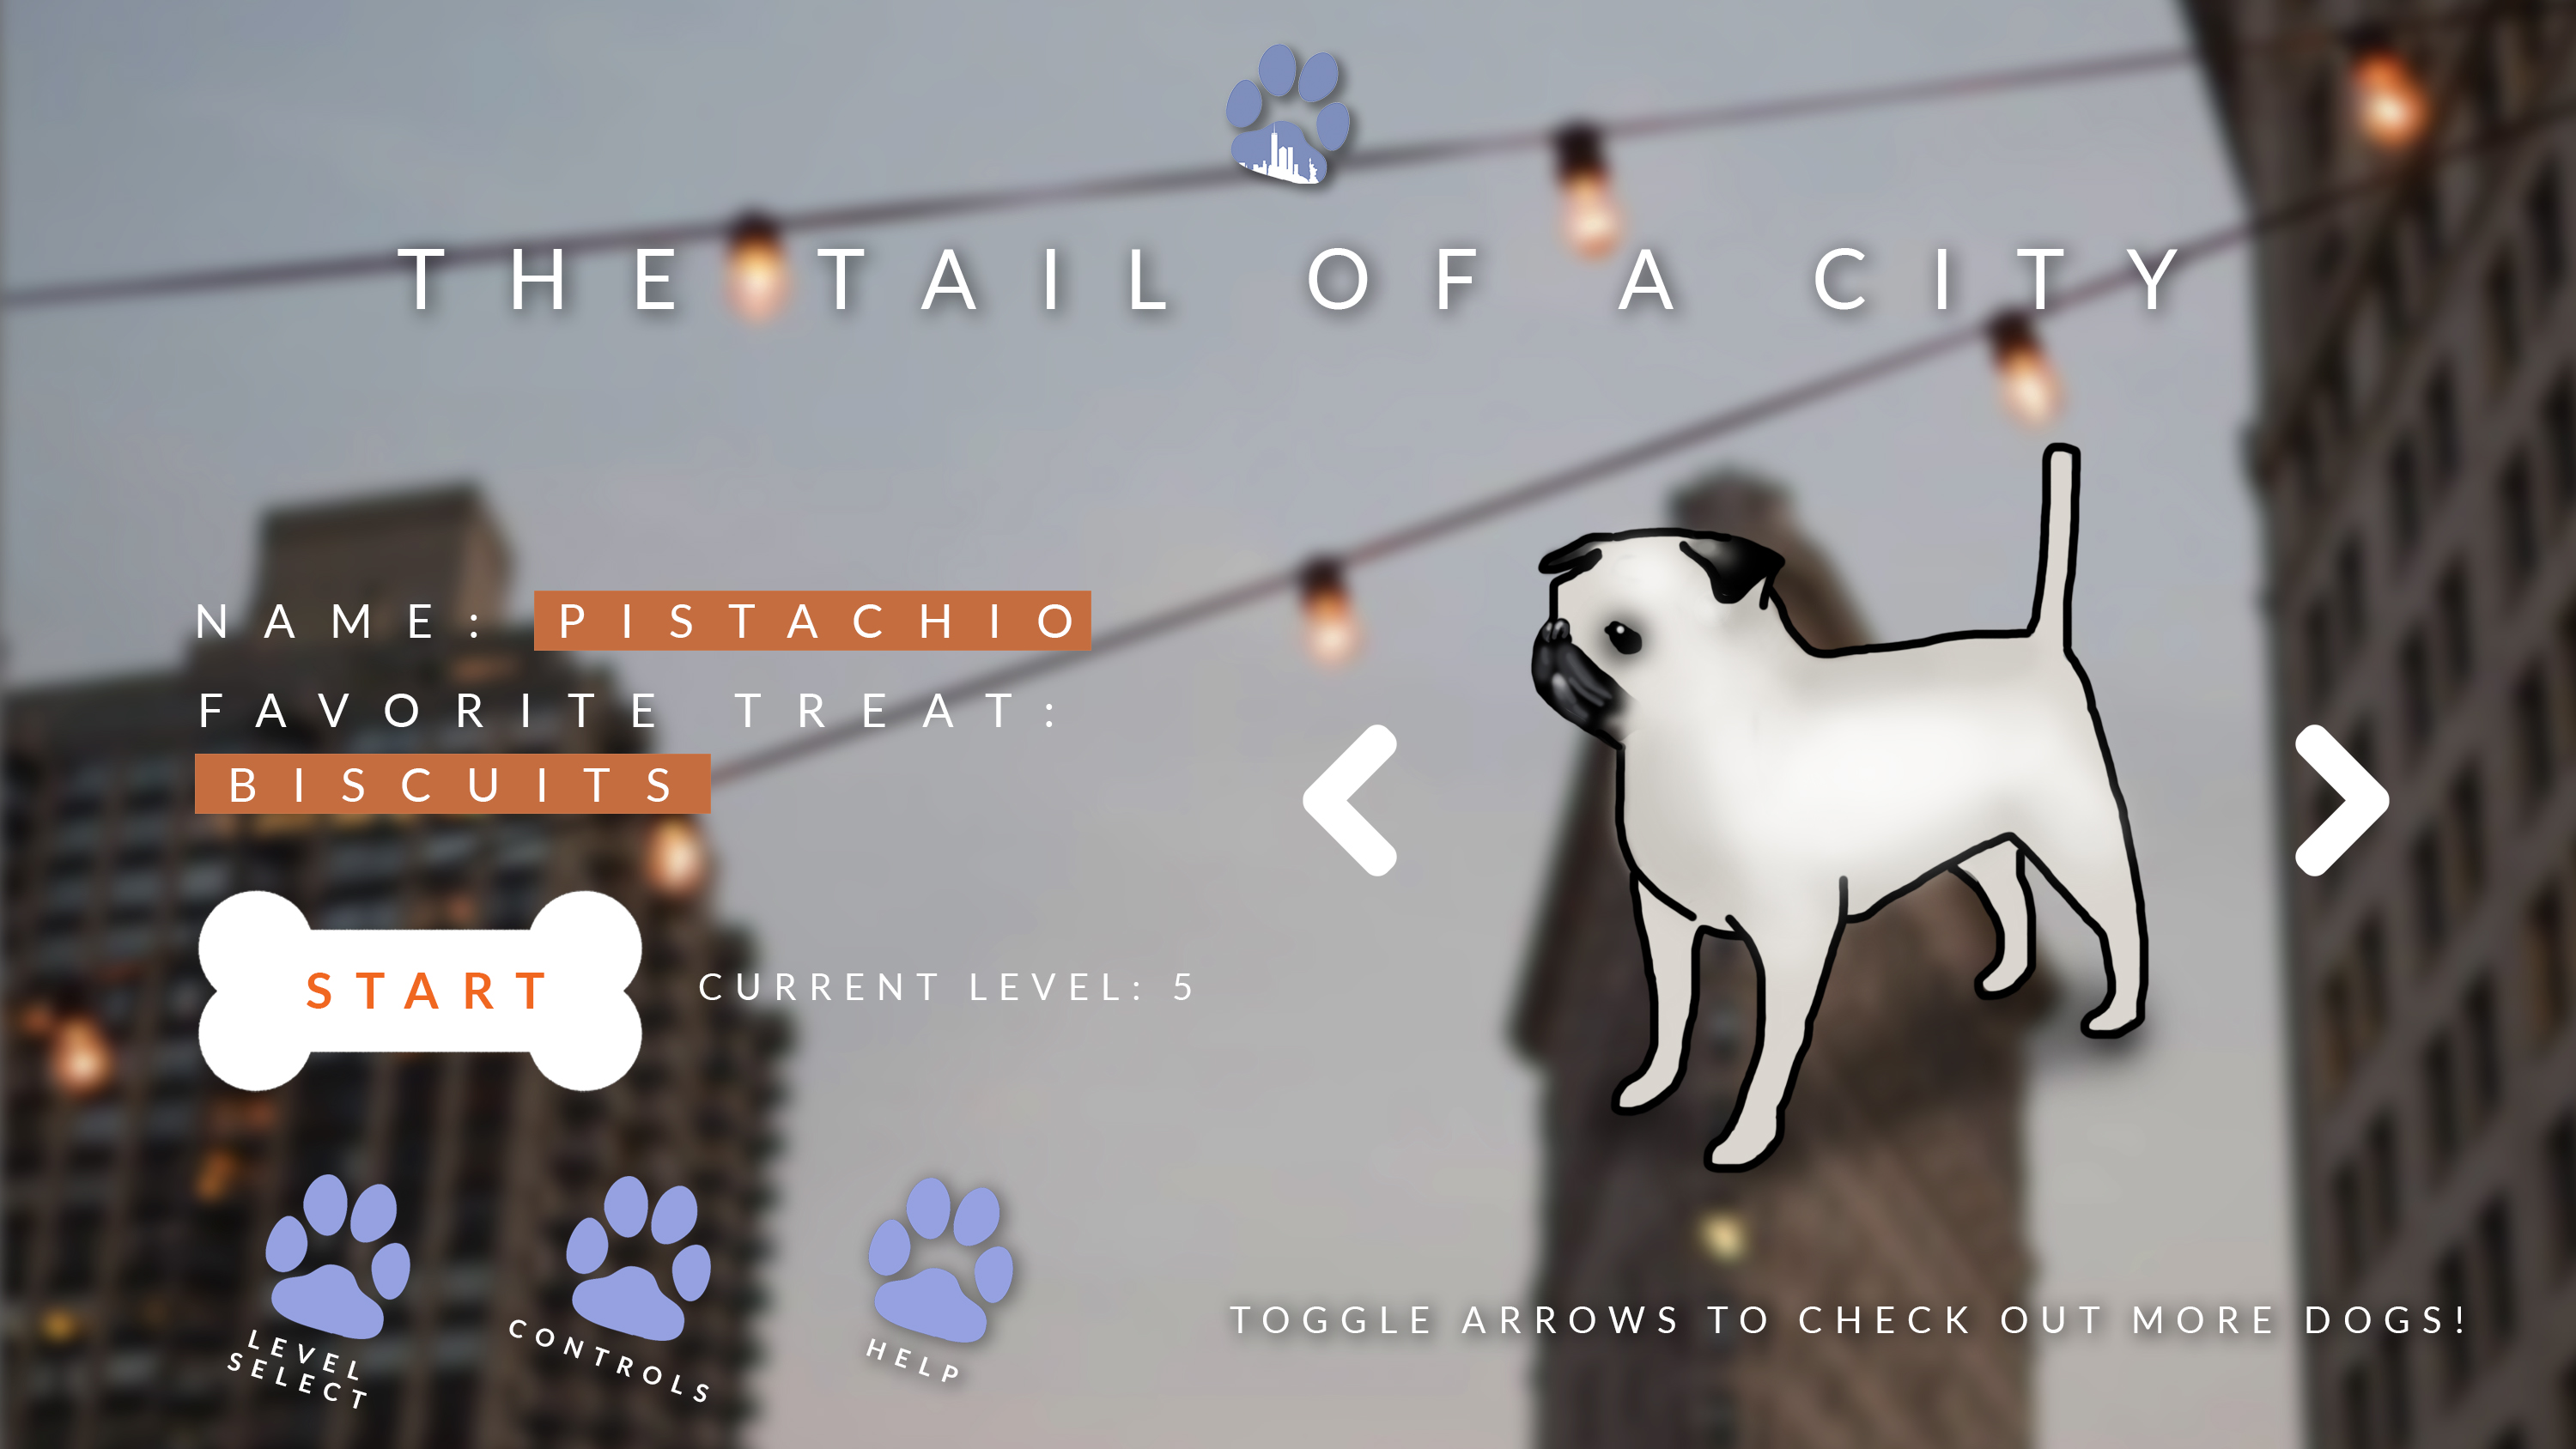 THE TAIL OF A CITY
NAME: PISTACHIO
FAVORITE TREAT:
BISCUITS
START
CURRENT LEVEL: 5
LEVEL
SELECT
CONTROLS
HELP
TOGGLE ARROWS TO CHECK OUT MORE DOGS!